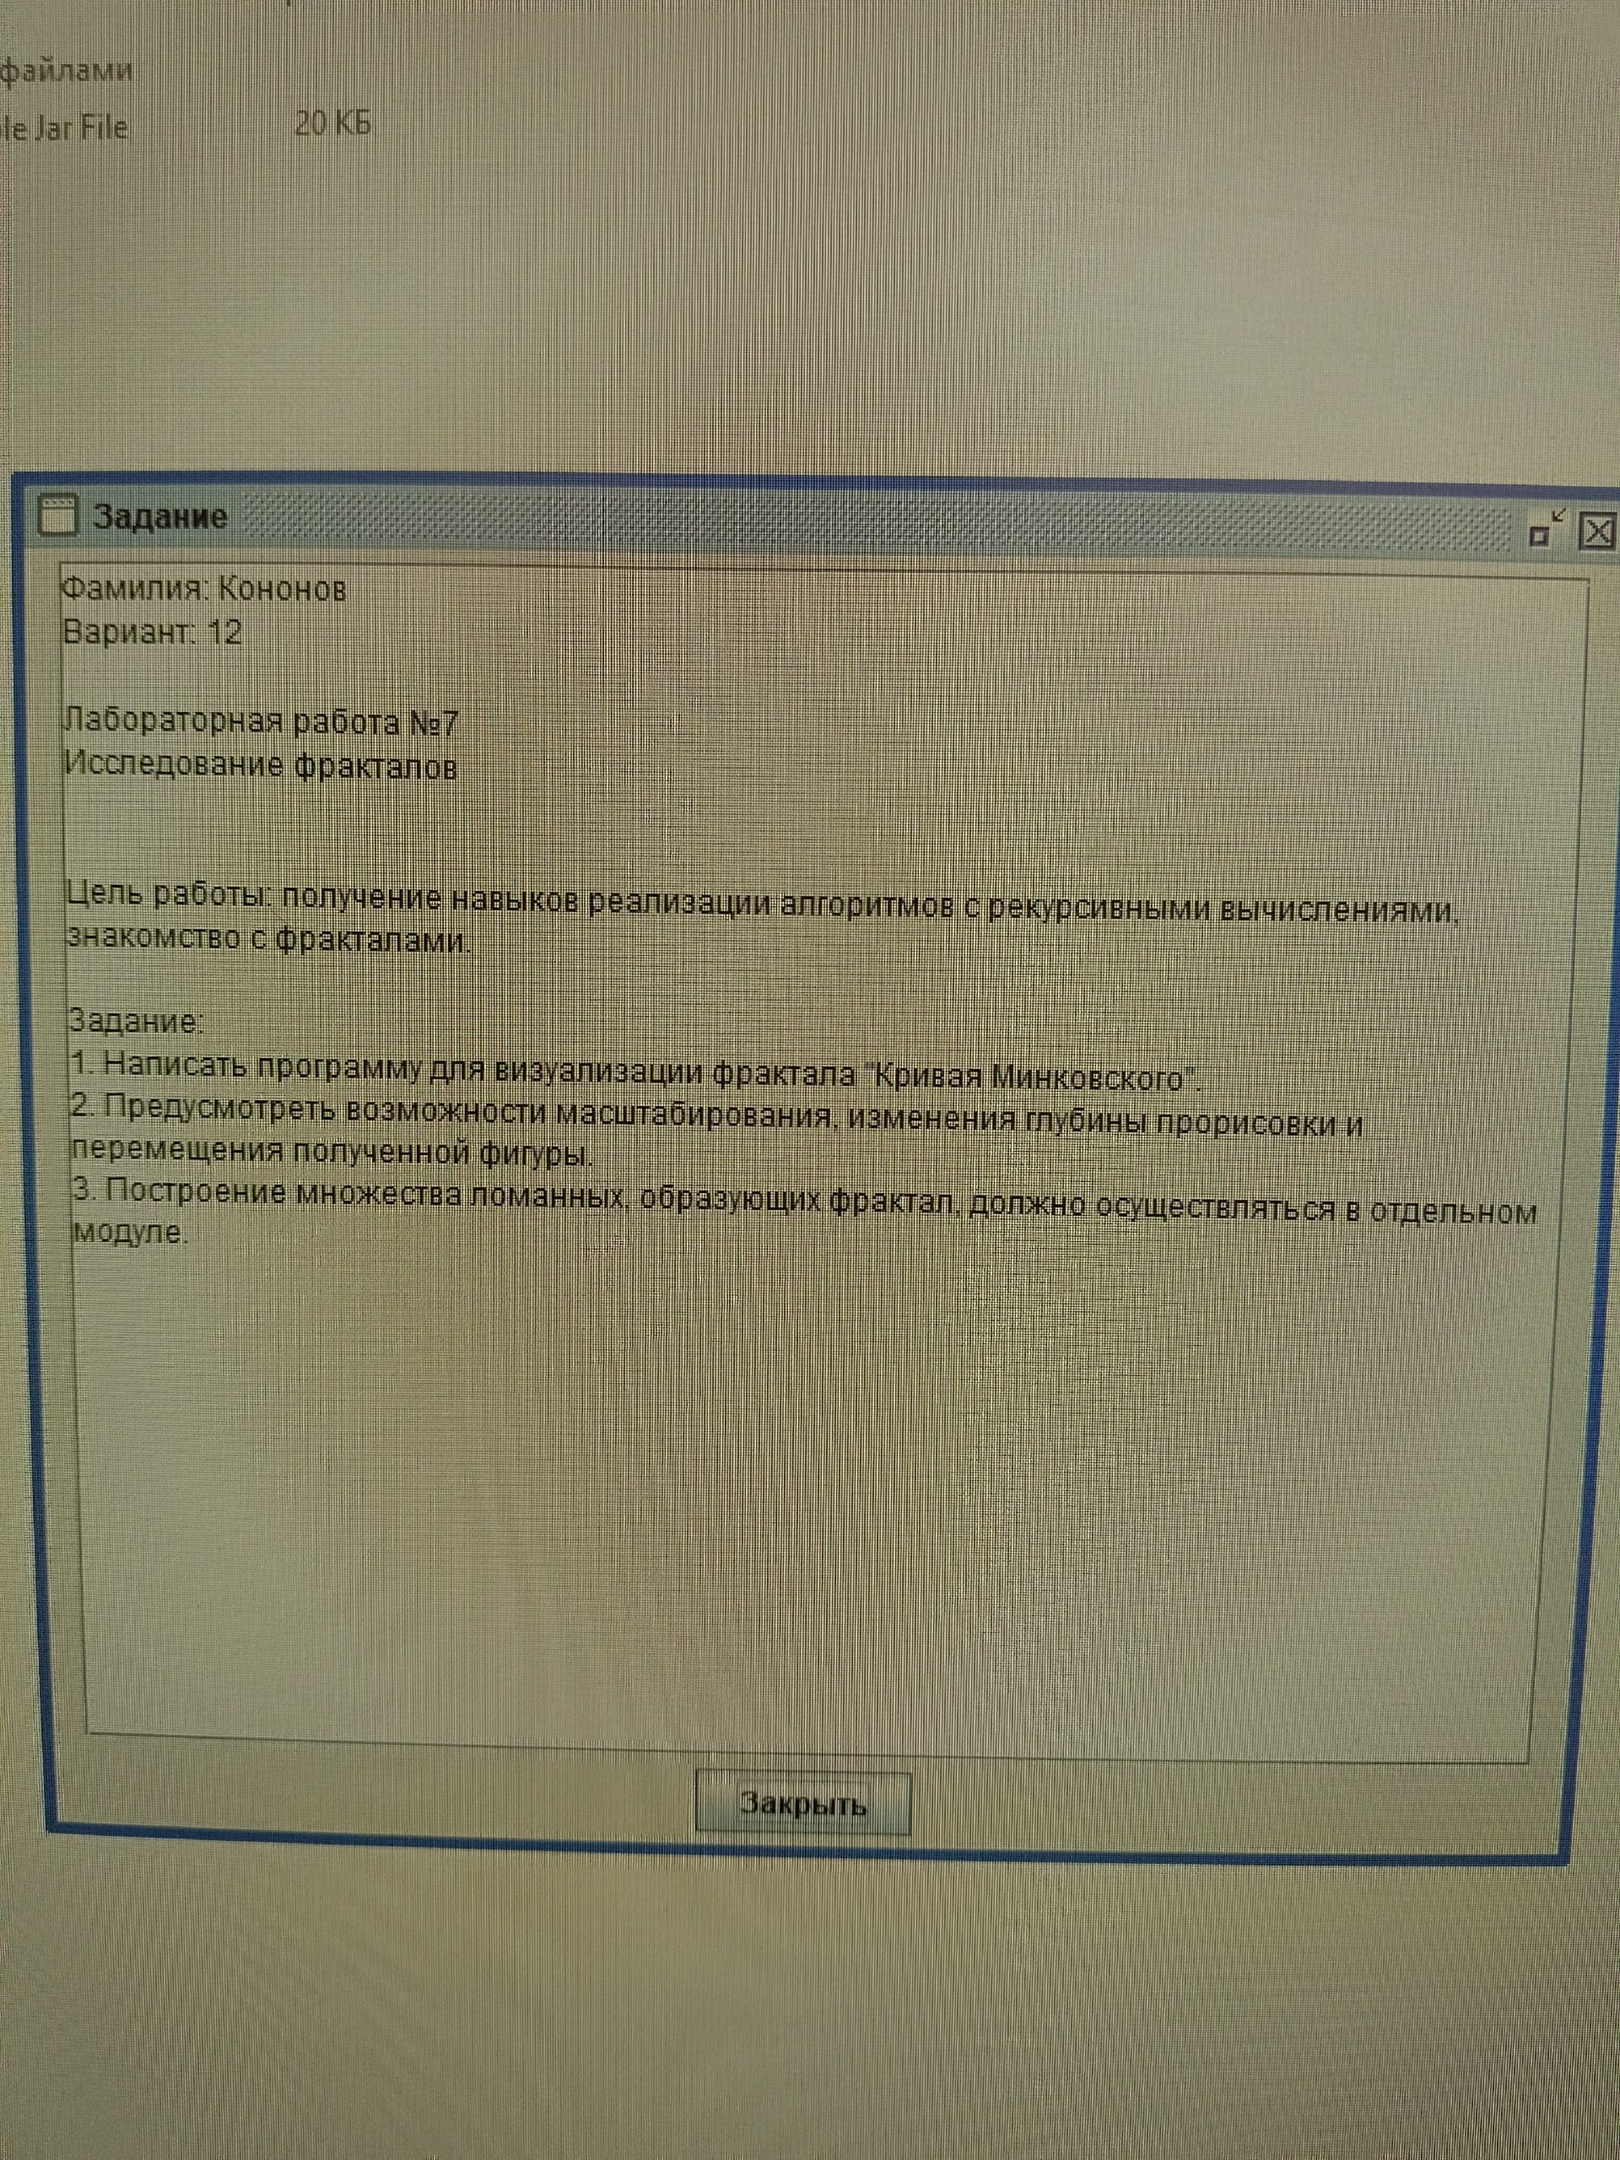 файлами
le Jar File 20 КБ
Задание
Фамилия: Кононов
Вариант: 12
Лабораторная работа №7
Исследование фракталов
Цель работы: получение навыков реализации алгоритмов с рекурсивными вычислениями,
знакомство с фракталами.
Задание:
1. Написать программу для визуализации фрактала "Кривая Минковского".
2. Предусмотреть возможности масштабирования, изменения глубины прорисовки и
перемещения полученной фигуры.
3. Построение множества ломанных, образующих фрактал, должно осуществляться в отдельном
модуле.
Закрыть